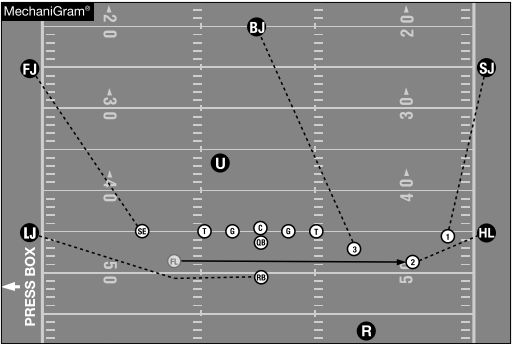 MechaniGram®
20
20
BJ
FJ
SJ
30
30
U
40
40
LJ
SE
T
G
C
G
T
1
HL
QB
3
FL
2
RB
50
50
PRESS BOX
R